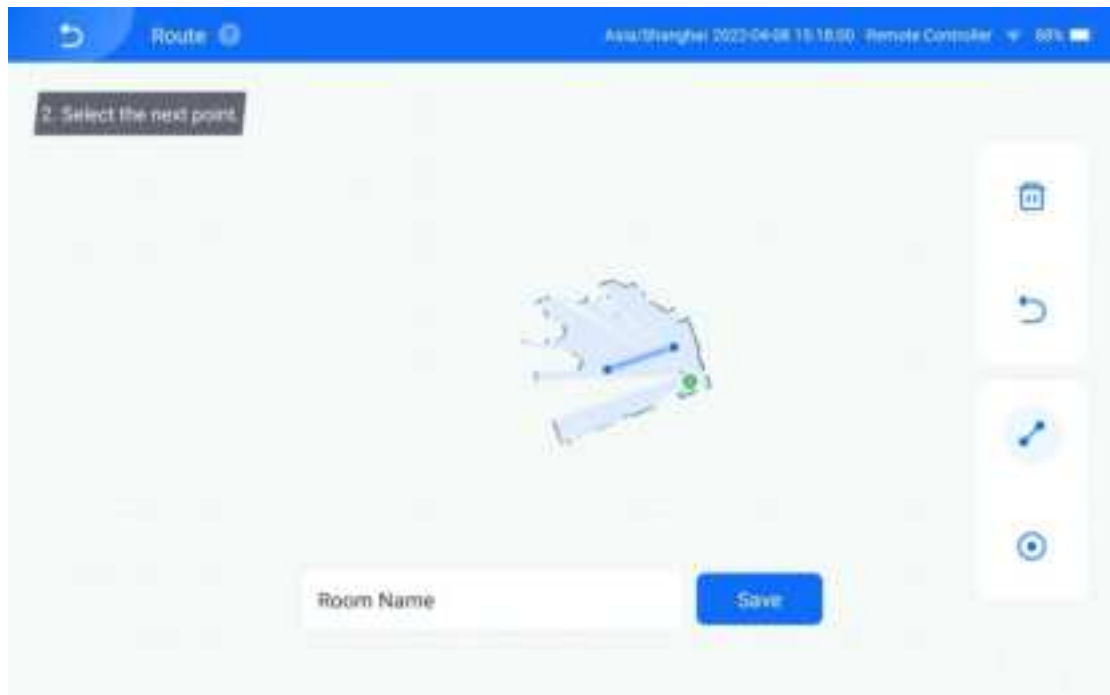 Route
Asia/Shanghai 2022-04-08 15:18:00 Remote Controller 88%
2. Select the next point.
Room Name
Save